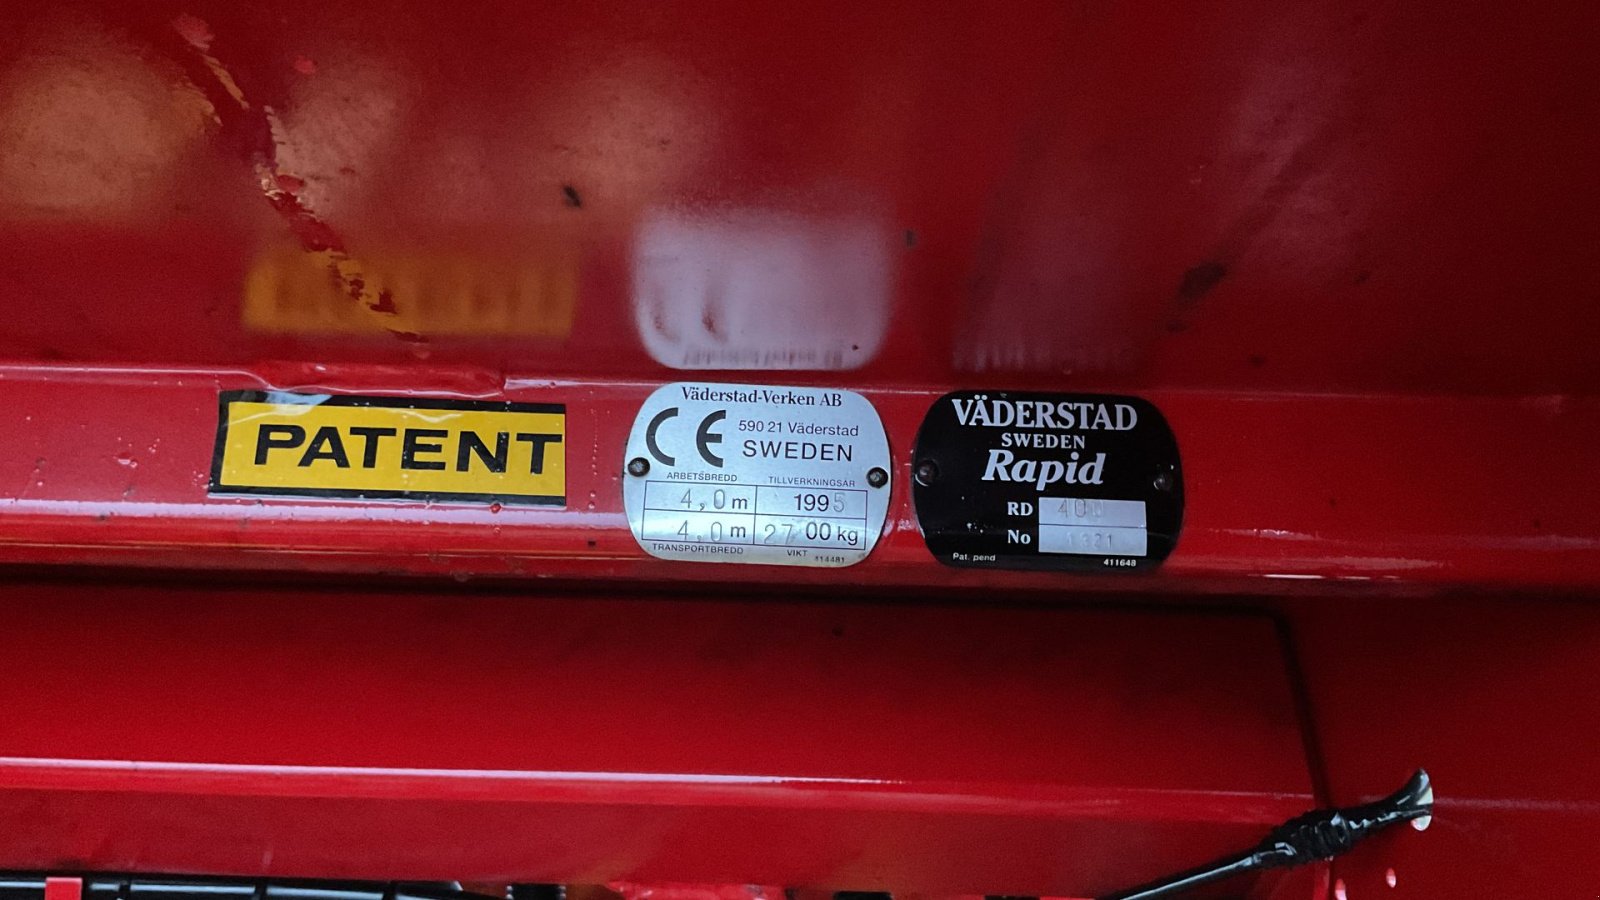 PATENT
Väderstad-Verken AB
CE
590 21 Väderstad
SWEDEN
ARBETSBREDD TILLVERKNINGSÅR
4,0 m 1995
4,0 m 2700 kg
TRANSPORTBREDD VIKT 414481
VÄDERSTAD
SWEDEN
Rapid
RD 400
No
Pat. pend 411648